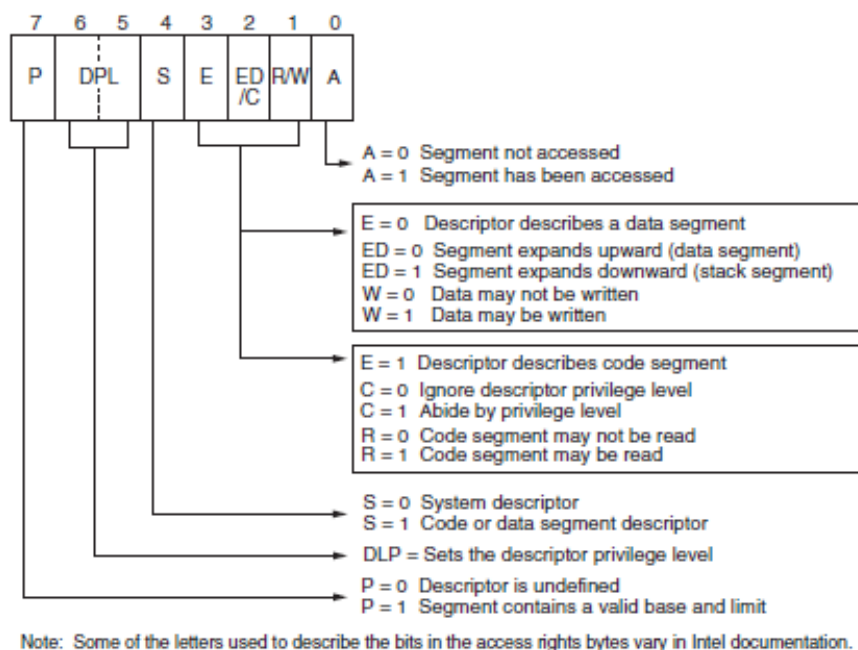 7 6 5 4 3 2 1 0
P DPL S E ED R/W A
/C
A = 0 Segment not accessed
A = 1 Segment has been accessed
E = 0 Descriptor describes a data segment
ED = 0 Segment expands upward (data segment)
ED = 1 Segment expands downward (stack segment)
W = 0 Data may not be written
W = 1 Data may be written
E = 1 Descriptor describes code segment
C = 0 Ignore descriptor privilege level
C = 1 Abide by privilege level
R = 0 Code segment may not be read
R = 1 Code segment may be read
S = 0 System descriptor
S = 1 Code or data segment descriptor
DLP = Sets the descriptor privilege level
P = 0 Descriptor is undefined
P = 1 Segment contains a valid base and limit
Note: Some of the letters used to describe the bits in the access rights bytes vary in Intel documentation.